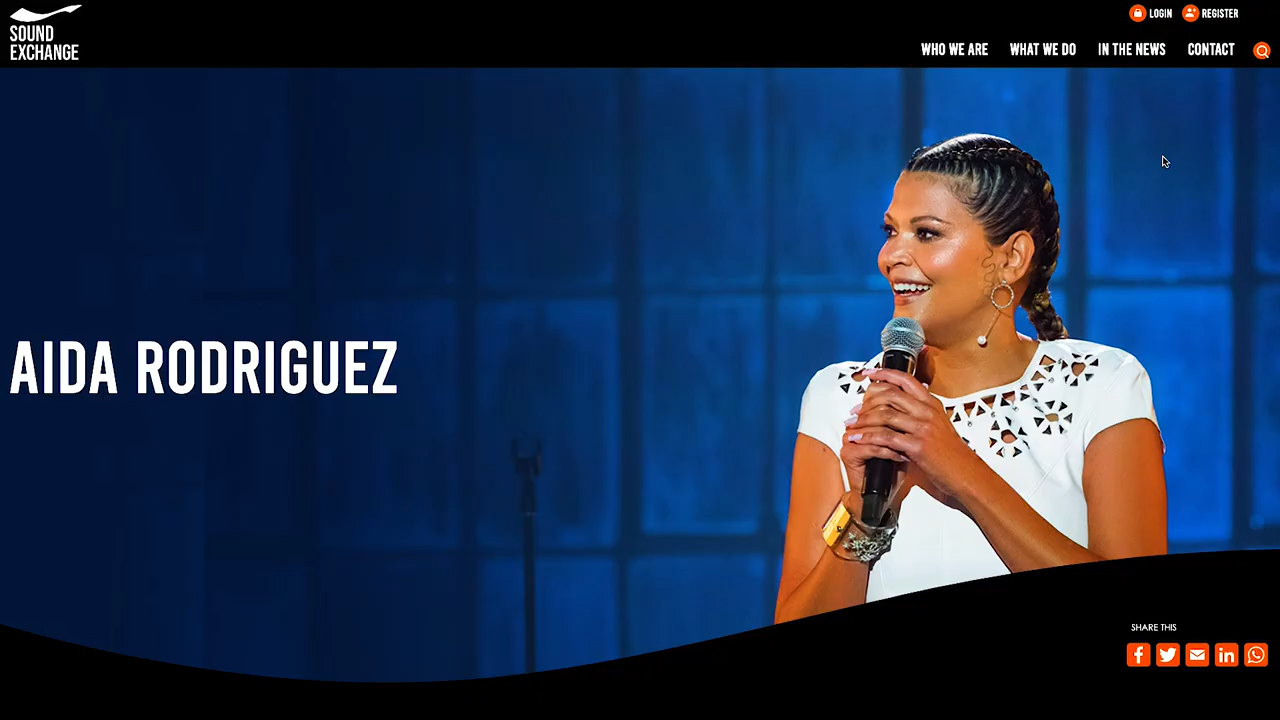 SOUND
EXCHANGE
LOGIN
REGISTER
WHO WE ARE
WHAT WE DO
IN THE NEWS
CONTACT
AIDA RODRIGUEZ
SHARE THIS